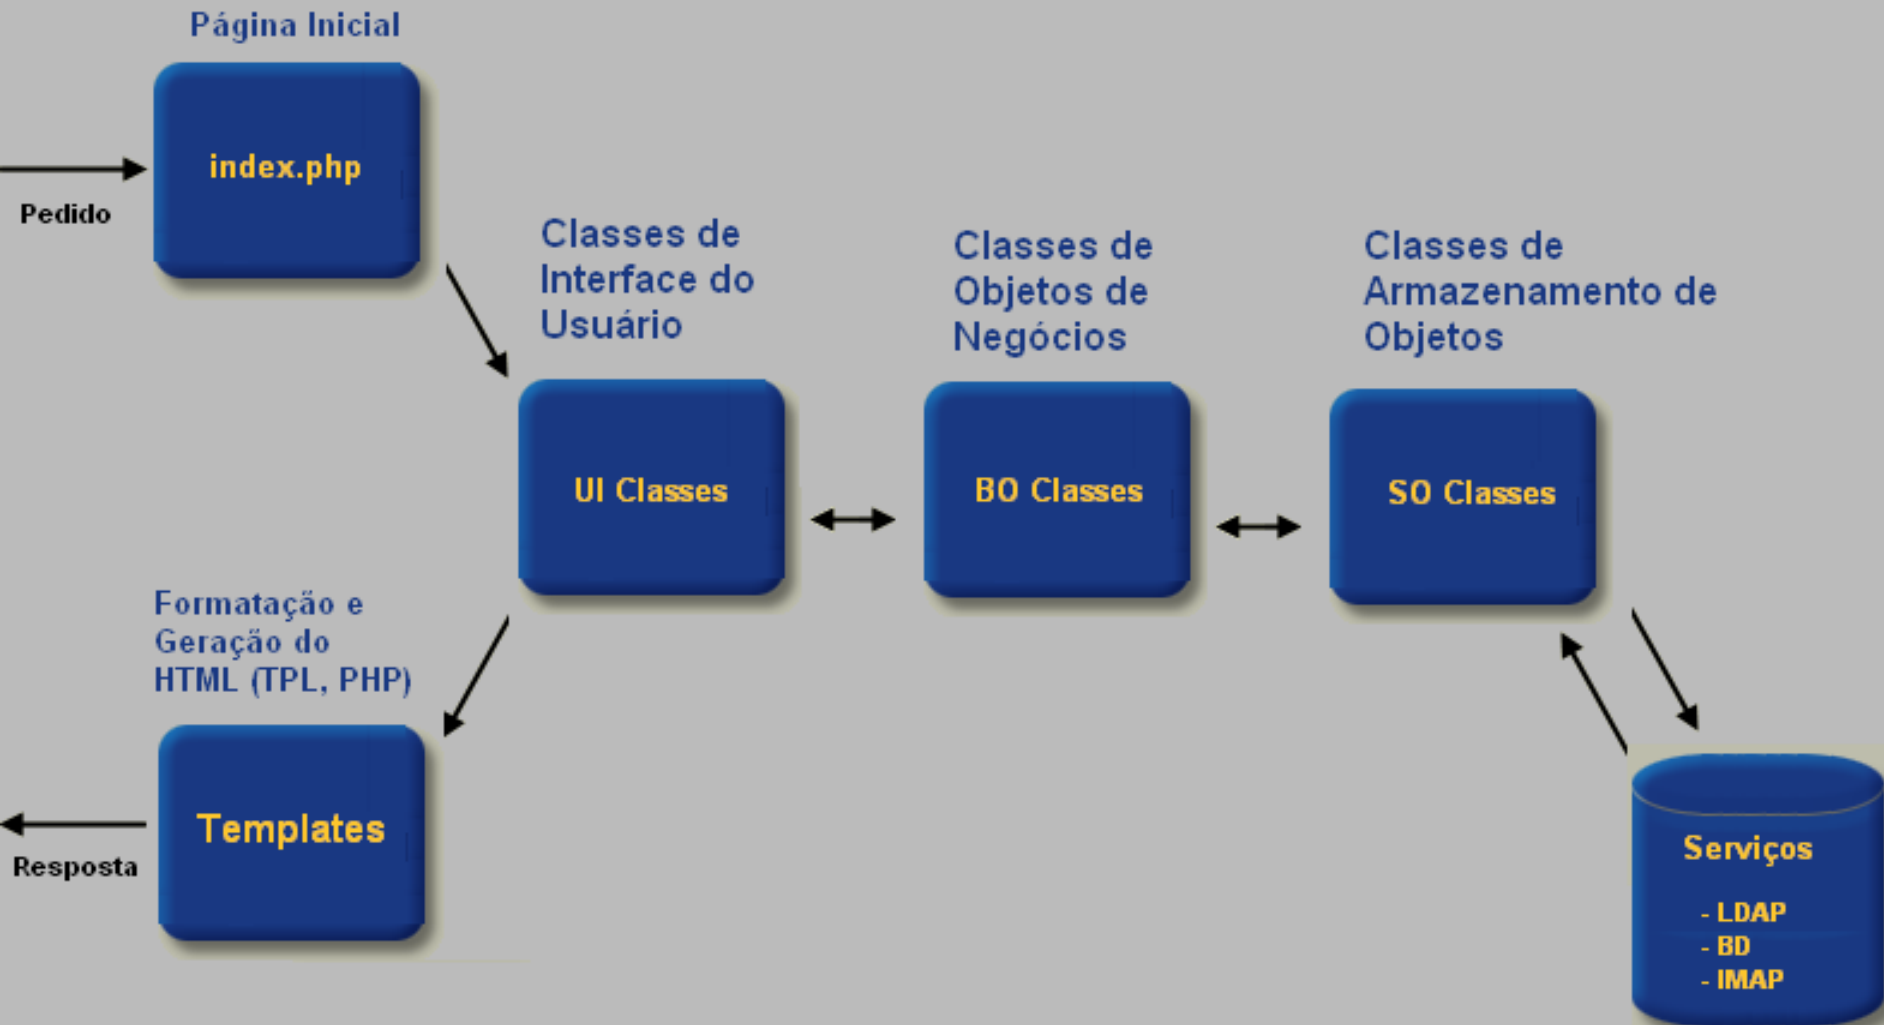 Página Inicial
index.php
Pedido
Classes de
Interface do
Usuário
UI Classes
Classes de
Objetos de
Negócios
BO Classes
Classes de
Armazenamento de
Objetos
SO Classes
Formatação e
Geração do
HTML (TPL, PHP)
Templates
Resposta
Serviços
- LDAP
- BD
- IMAP